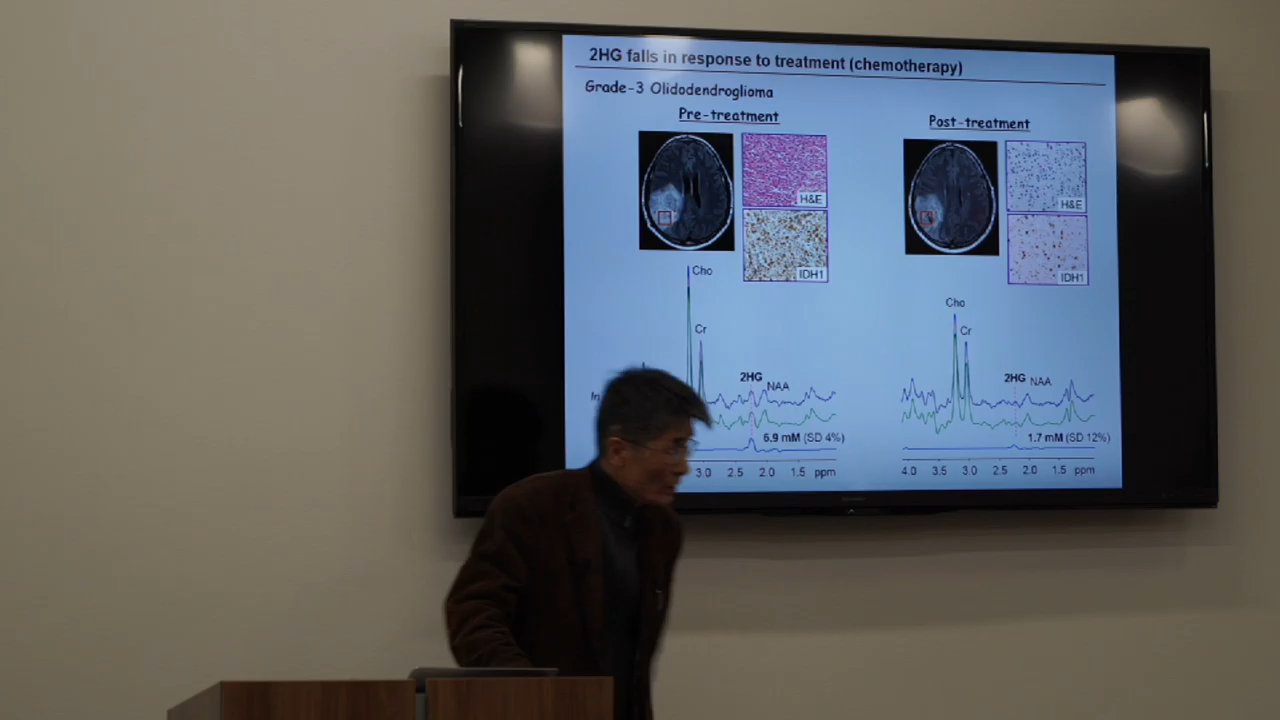 2HG falls in response to treatment (chemotherapy)
Grade-3 Olidodendroglioma
Pre-treatment
Post-treatment
H&E
H&E
IDH1
IDH1
Cho
Cr
2HG
NAA
In
6.9 mM (SD 4%)
3.0 2.5 2.0 1.5 ppm
Cho
Cr
2HG NAA
1.7 mM (SD 12%)
4.0 3.5 3.0 2.5 2.0 1.5 ppm